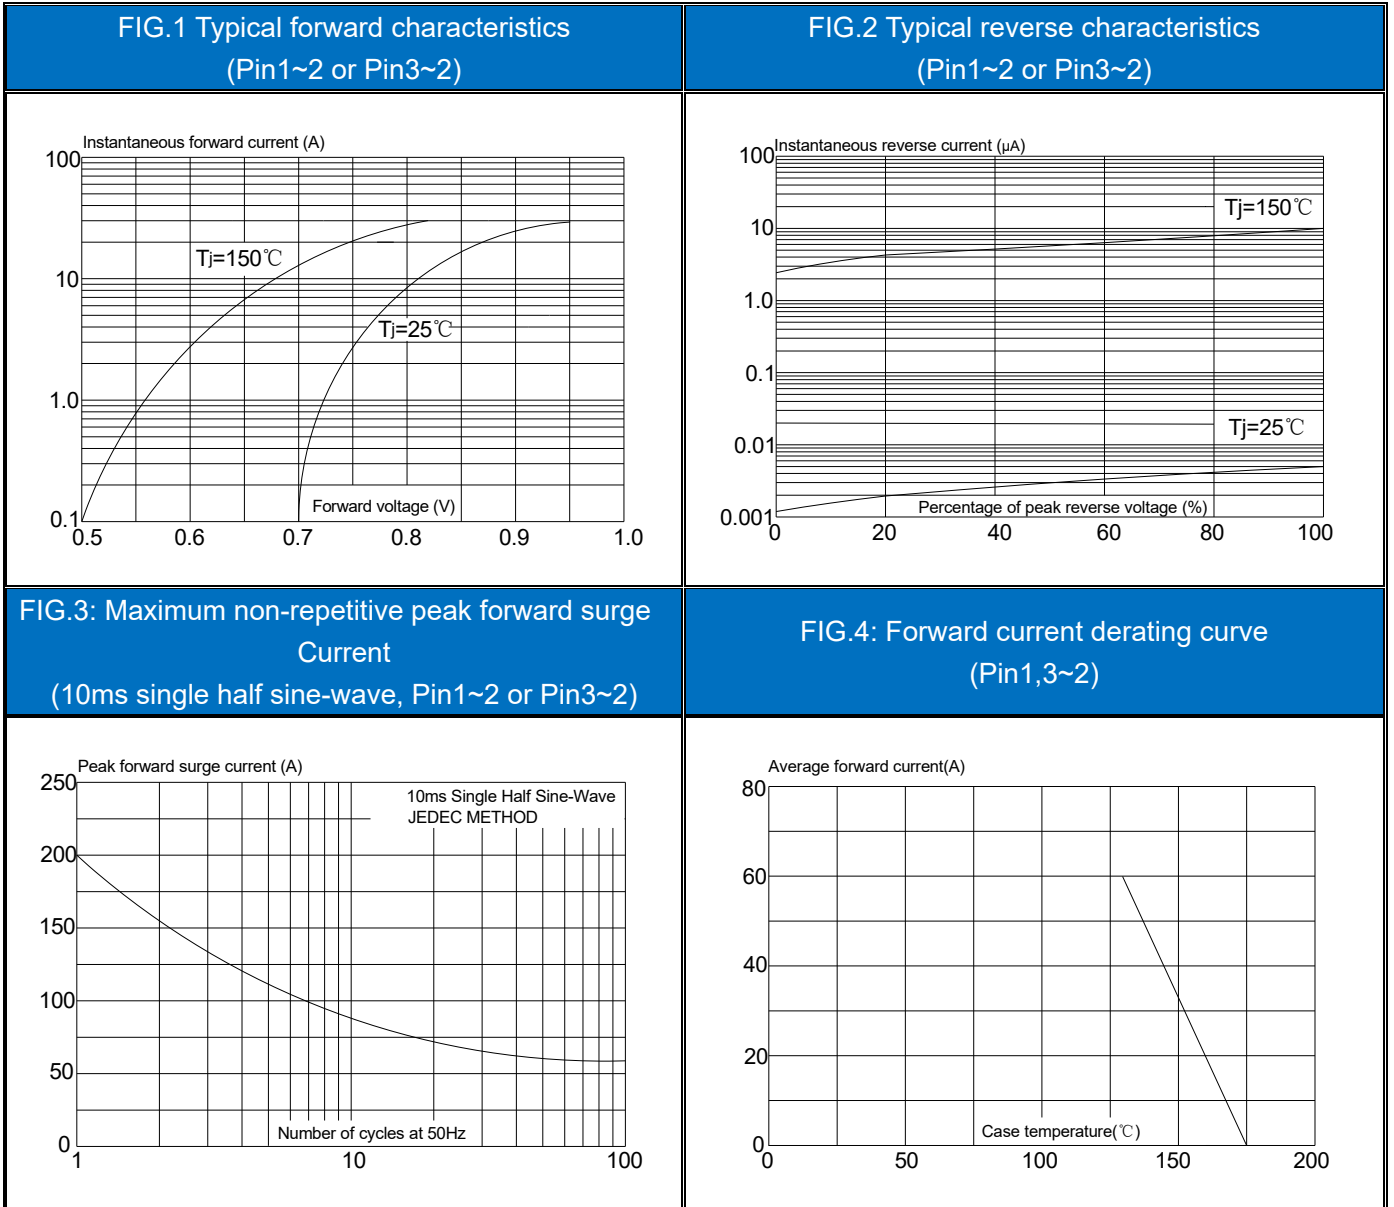 FIG.1 Typical forward characteristics
(Pin1~2 or Pin3~2)
FIG.2 Typical reverse characteristics
(Pin1~2 or Pin3~2)
Instantaneous forward current (A)
100
10
1.0
0.1
Tj=150℃
Tj=25℃
Forward voltage (V)
0.5 0.6 0.7 0.8 0.9 1.0
Instantaneous reverse current (μA)
100
10
1.0
0.1
0.01
0.001
Tj=150℃
Tj=25℃
Percentage of peak reverse voltage (%)
0 20 40 60 80 100
FIG.3: Maximum non-repetitive peak forward surge
Current
(10ms single half sine-wave, Pin1~2 or Pin3~2)
FIG.4: Forward current derating curve
(Pin1,3~2)
Peak forward surge current (A)
250
200
150
100
50
0
10ms Single Half Sine-Wave
JEDEC METHOD
Number of cycles at 50Hz
1 10 100
Average forward current(A)
80
60
40
20
0
Case temperature(℃)
0 50 100 150 200